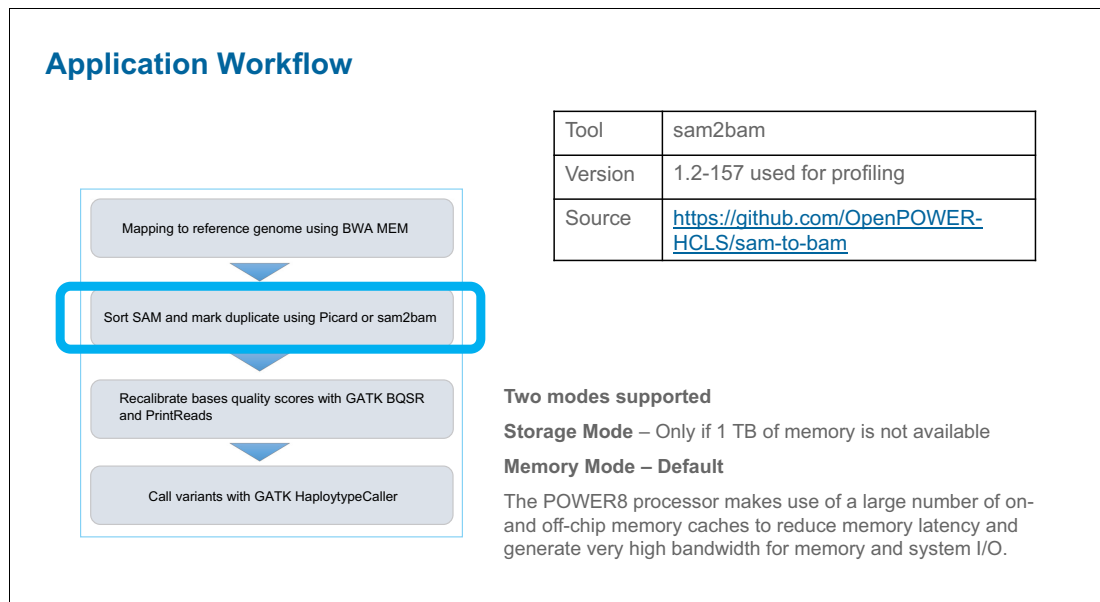 Application Workflow
Tool sam2bam
Version 1.2-157 used for profiling
Source https://github.com/OpenPOWER-
HCLS/sam-to-bam
Mapping to reference genome using BWA MEM
Sort SAM and mark duplicate using Picard or sam2bam
Recalibrate bases quality scores with GATK BQSR
and PrintReads
Call variants with GATK HaploytypeCaller
Two modes supported
Storage Mode – Only if 1 TB of memory is not available
Memory Mode – Default
The POWER8 processor makes use of a large number of on-
and off-chip memory caches to reduce memory latency and
generate very high bandwidth for memory and system I/O.